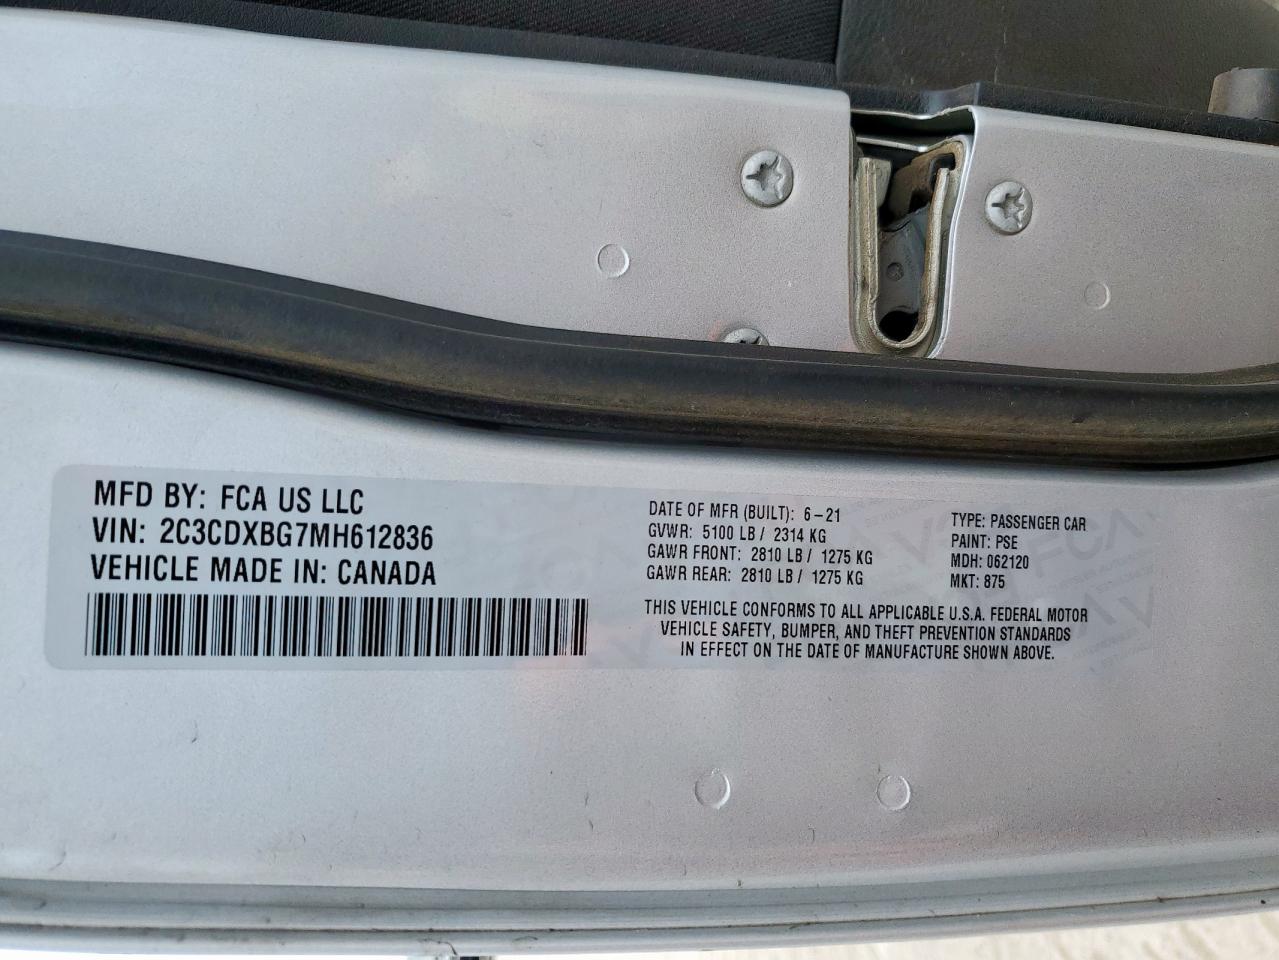 MFD BY: FCA US LLC
VIN: 2C3CDXBG7MH612836
VEHICLE MADE IN: CANADA
DATE OF MFR (BUILT): 6-21
GVWR: 5100 LB / 2314 KG
GAWR FRONT: 2810 LB / 1275 KG
GAWR REAR: 2810 LB / 1275 KG
TYPE: PASSENGER CAR
PAINT: PSE
MDH: 062120
MKT: 875
THIS VEHICLE CONFORMS TO ALL APPLICABLE U.S.A. FEDERAL MOTOR
VEHICLE SAFETY, BUMPER, AND THEFT PREVENTION STANDARDS
IN EFFECT ON THE DATE OF MANUFACTURE SHOWN ABOVE.